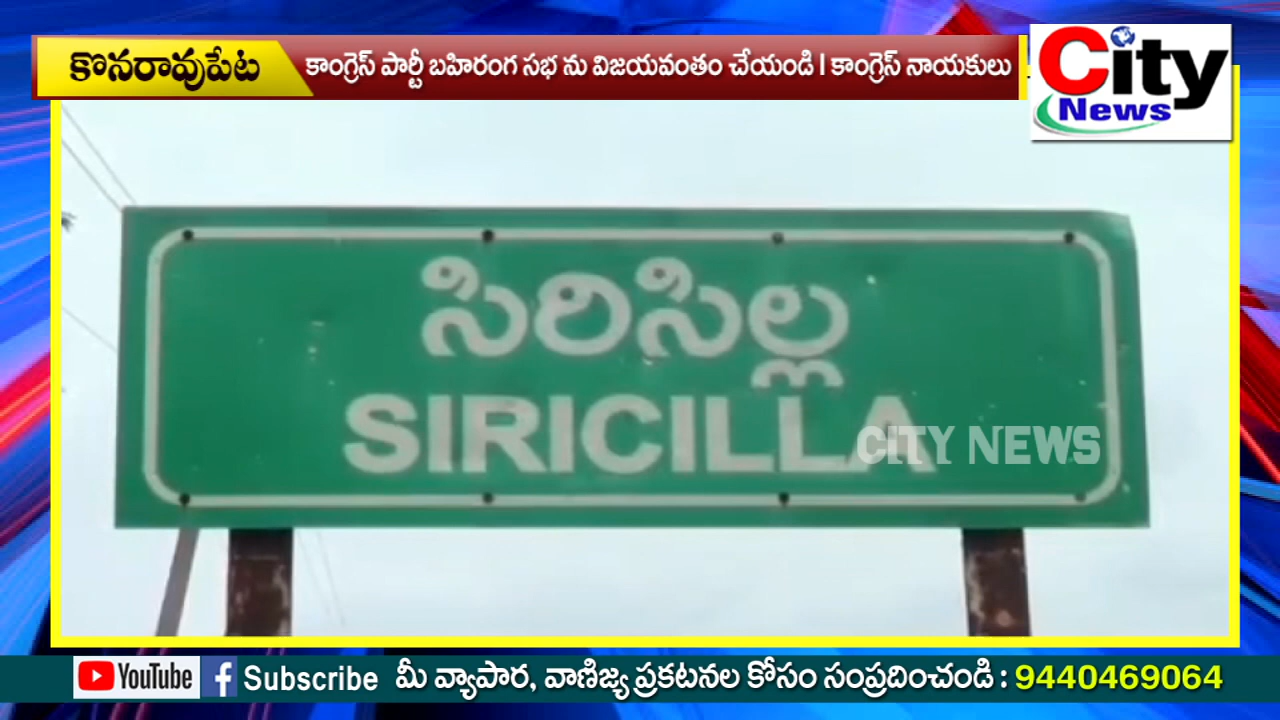 కొనరావుపేట
కాంగ్రెస్ పార్టీ బహిరంగ సభ ను విజయవంతం చేయండి l కాంగ్రెస్ నాయకులు
City
News
సిరిసిల్ల
SIRICILLA
CITY NEWS
YouTube f Subscribe మీ వ్యాపార, వాణిజ్య ప్రకటనల కోసం సంప్రదించండి : 9440469064